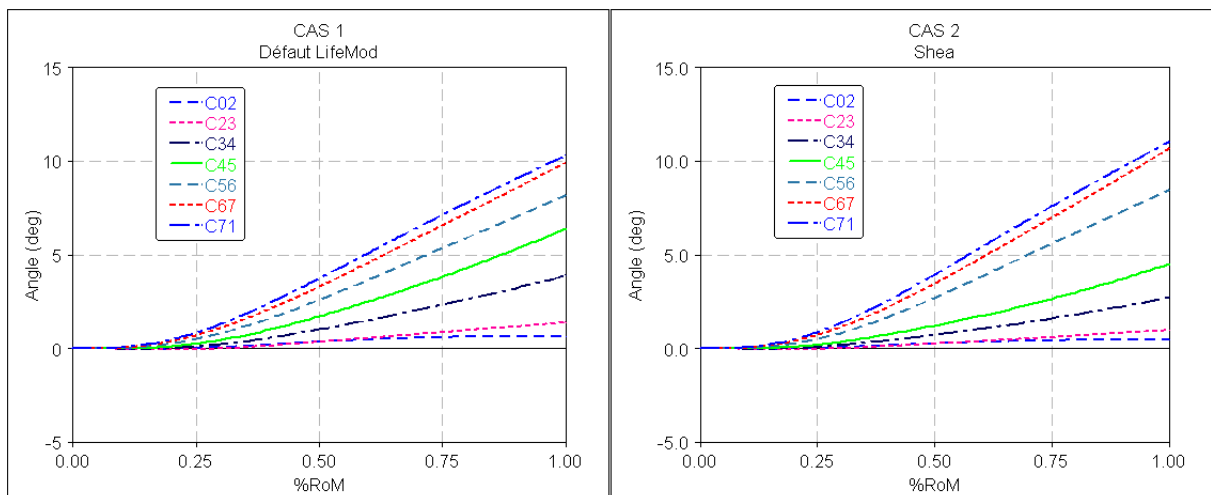 CAS 1
Défaut LifeMod
15
10
5
0
-5
Angle (deg)
C02
C23
C34
C45
C56
C67
C71
0.00
0.25
0.50
0.75
1.00
%RoM
CAS 2
Shea
15.0
10.0
5.0
0.0
-5.0
Angle (deg)
C02
C23
C34
C45
C56
C67
C71
0.00
0.25
0.50
0.75
1.00
%RoM